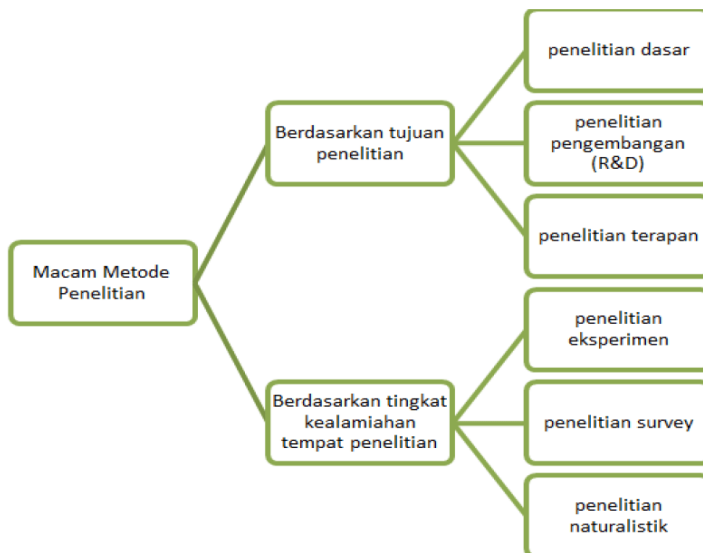 Macam Metode
Penelitian
Berdasarkan tujuan
penelitian
penelitian dasar
penelitian
pengembangan
(R&D)
penelitian terapan
Berdasarkan tingkat
kealamiahan
tempat penelitian
penelitian
eksperimen
penelitian survey
penelitian
naturalistik